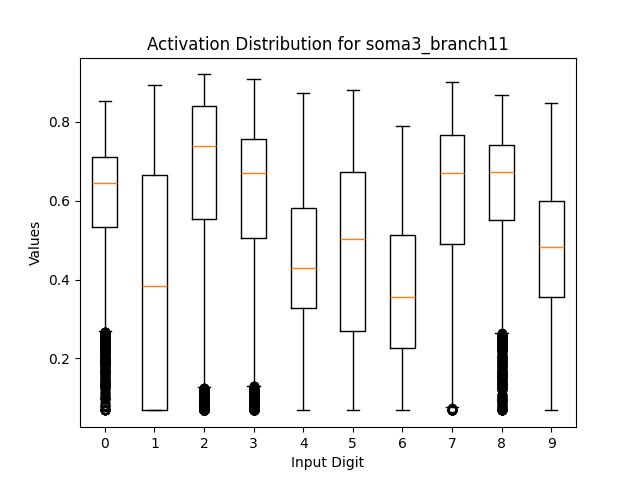 Activation Distribution for soma3_branch11
0.8
0.6
0.4
0.2
Values
0 1 2 3 4 5 6 7 8 9
Input Digit